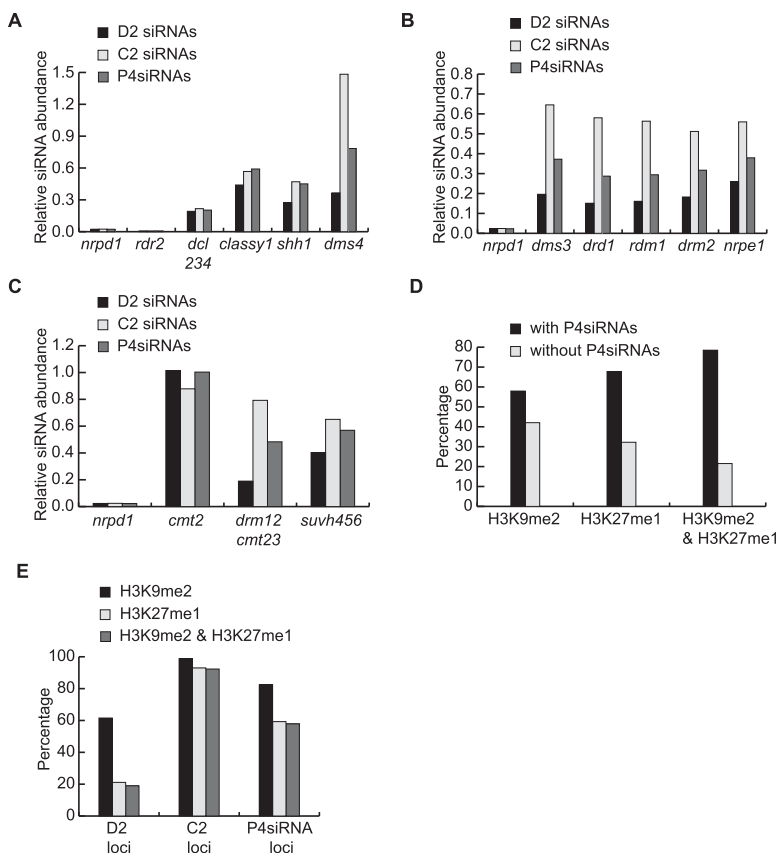 A
D2 siRNAs
C2 siRNAs
P4siRNAs
Relative siRNA abundance
1.5
1.2
0.9
0.6
0.3
0.0
nrpd1 rdr2 dcl classy1 shh1 dms4
234
B
D2 siRNAs
C2 siRNAs
P4siRNAs
Relative siRNA abundance
0.8
0.7
0.6
0.5
0.4
0.3
0.2
0.1
0.0
nrpd1 dms3 drd1 rdm1 drm2 nrpe1
C
D2 siRNAs
C2 siRNAs
P4siRNAs
Relative siRNA abundance
1.2
1.0
0.8
0.6
0.4
0.2
0.0
nrpd1 cmt2 drm12 suvh456
cmt23
D
with P4siRNAs
without P4siRNAs
Percentage
80
70
60
50
40
30
20
10
0
H3K9me2 H3K27me1 H3K9me2
& H3K27me1
E
H3K9me2
H3K27me1
H3K9me2 & H3K27me1
Percentage
100
80
60
40
20
0
D2 C2 P4siRNA
loci loci loci